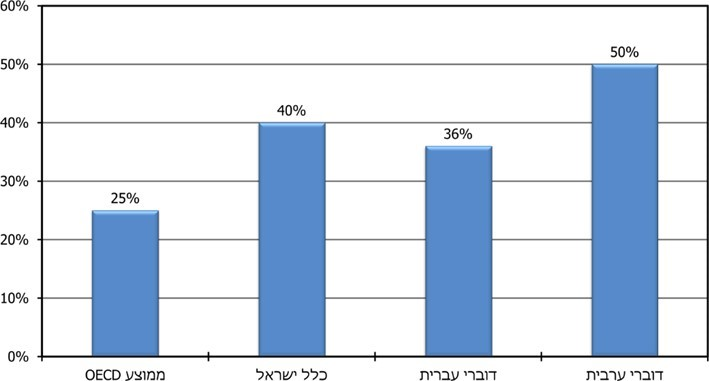 60%
50%
40%
30%
20%
10%
0%
25%
40%
36%
50%
ממוצע OECD
כלל ישראל
דוברי עברית
דוברי ערבית